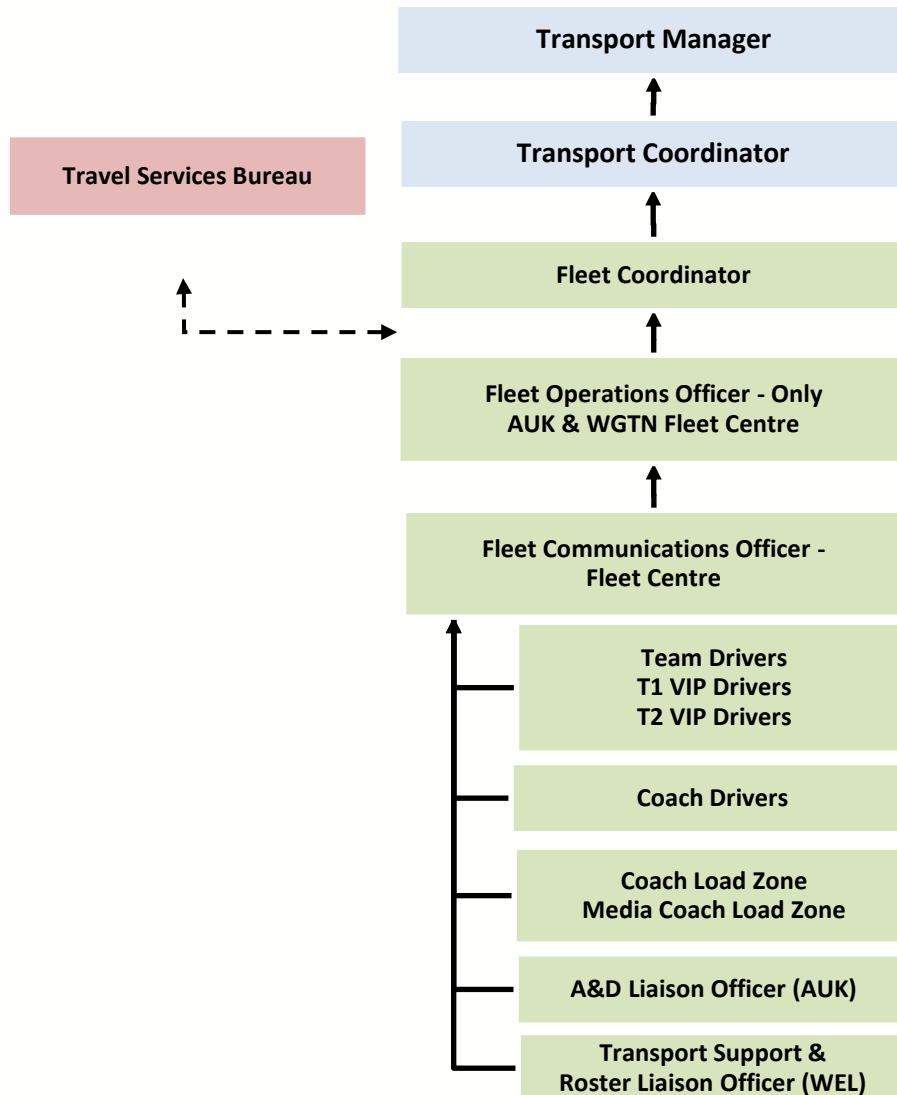 Transport Manager
Transport Coordinator
Travel Services Bureau
Fleet Coordinator
Fleet Operations Officer - Only
AUK & WGTN Fleet Centre
Fleet Communications Officer -
Fleet Centre
Team Drivers
T1 VIP Drivers
T2 VIP Drivers
Coach Drivers
Coach Load Zone
Media Coach Load Zone
A&D Liaison Officer (AUK)
Transport Support &
Roster Liaison Officer (WEL)